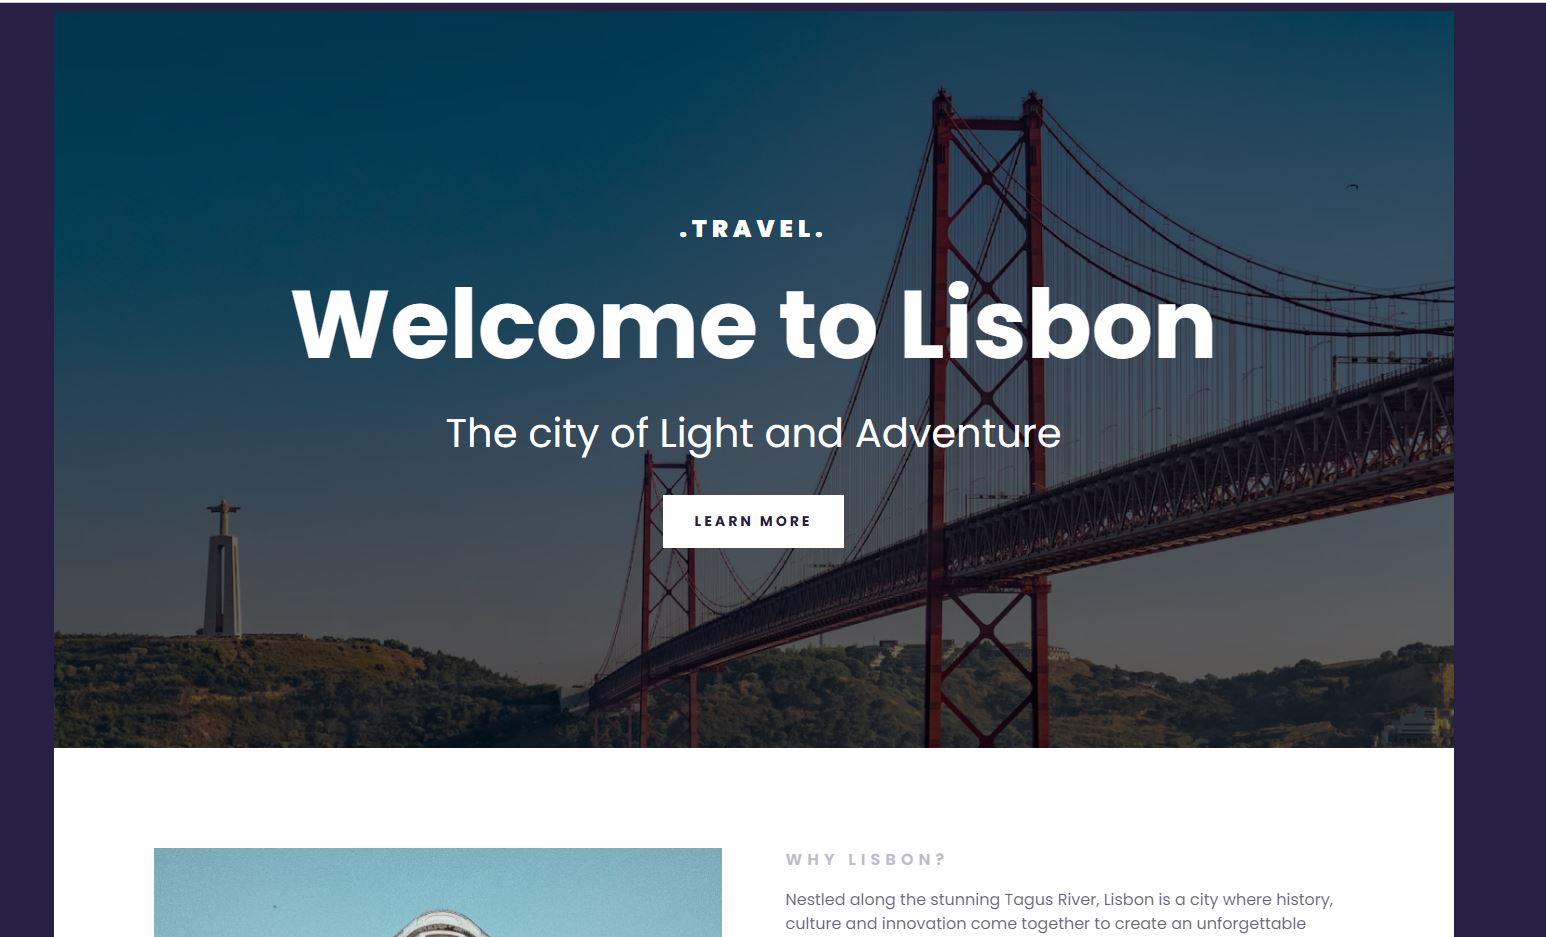 .TRAVEL.
Welcome to Lisbon
The city of Light and Adventure
LEARN MORE
WHY LISBON?
Nestled along the stunning Tagus River, Lisbon is a city where history,
culture and innovation come together to create an unforgettable